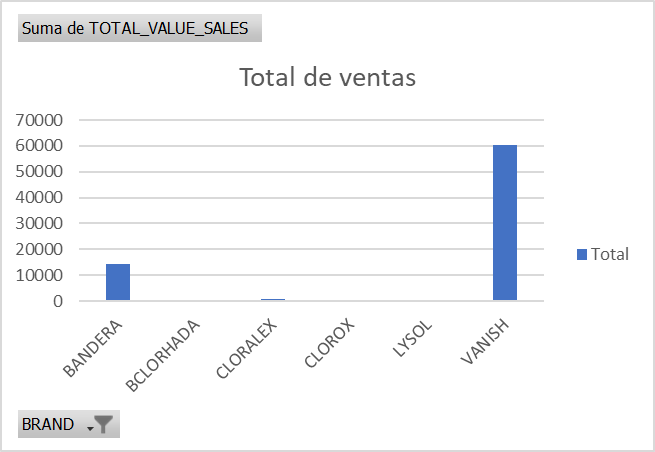 Suma de TOTAL_VALUE_SALES
Total de ventas
70000
60000
50000
40000
30000
20000
10000
0
BANDERA
BCLORHADA
CLORALEX
CLOROX
LYSOL
VANISH
Total
BRAND